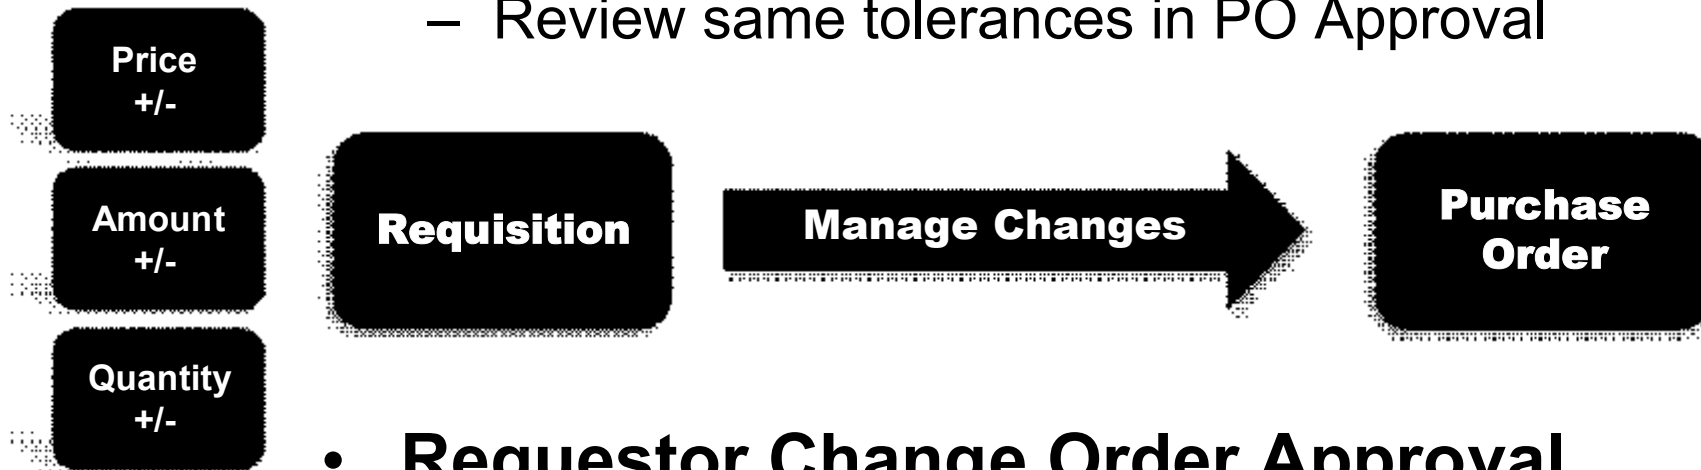 – Review same tolerances in PO Approval
Price
+/-
Amount
+/-
Quantity
+/-
Requisition
Manage Changes
Purchase
Order
• Requestor Change Order Approval